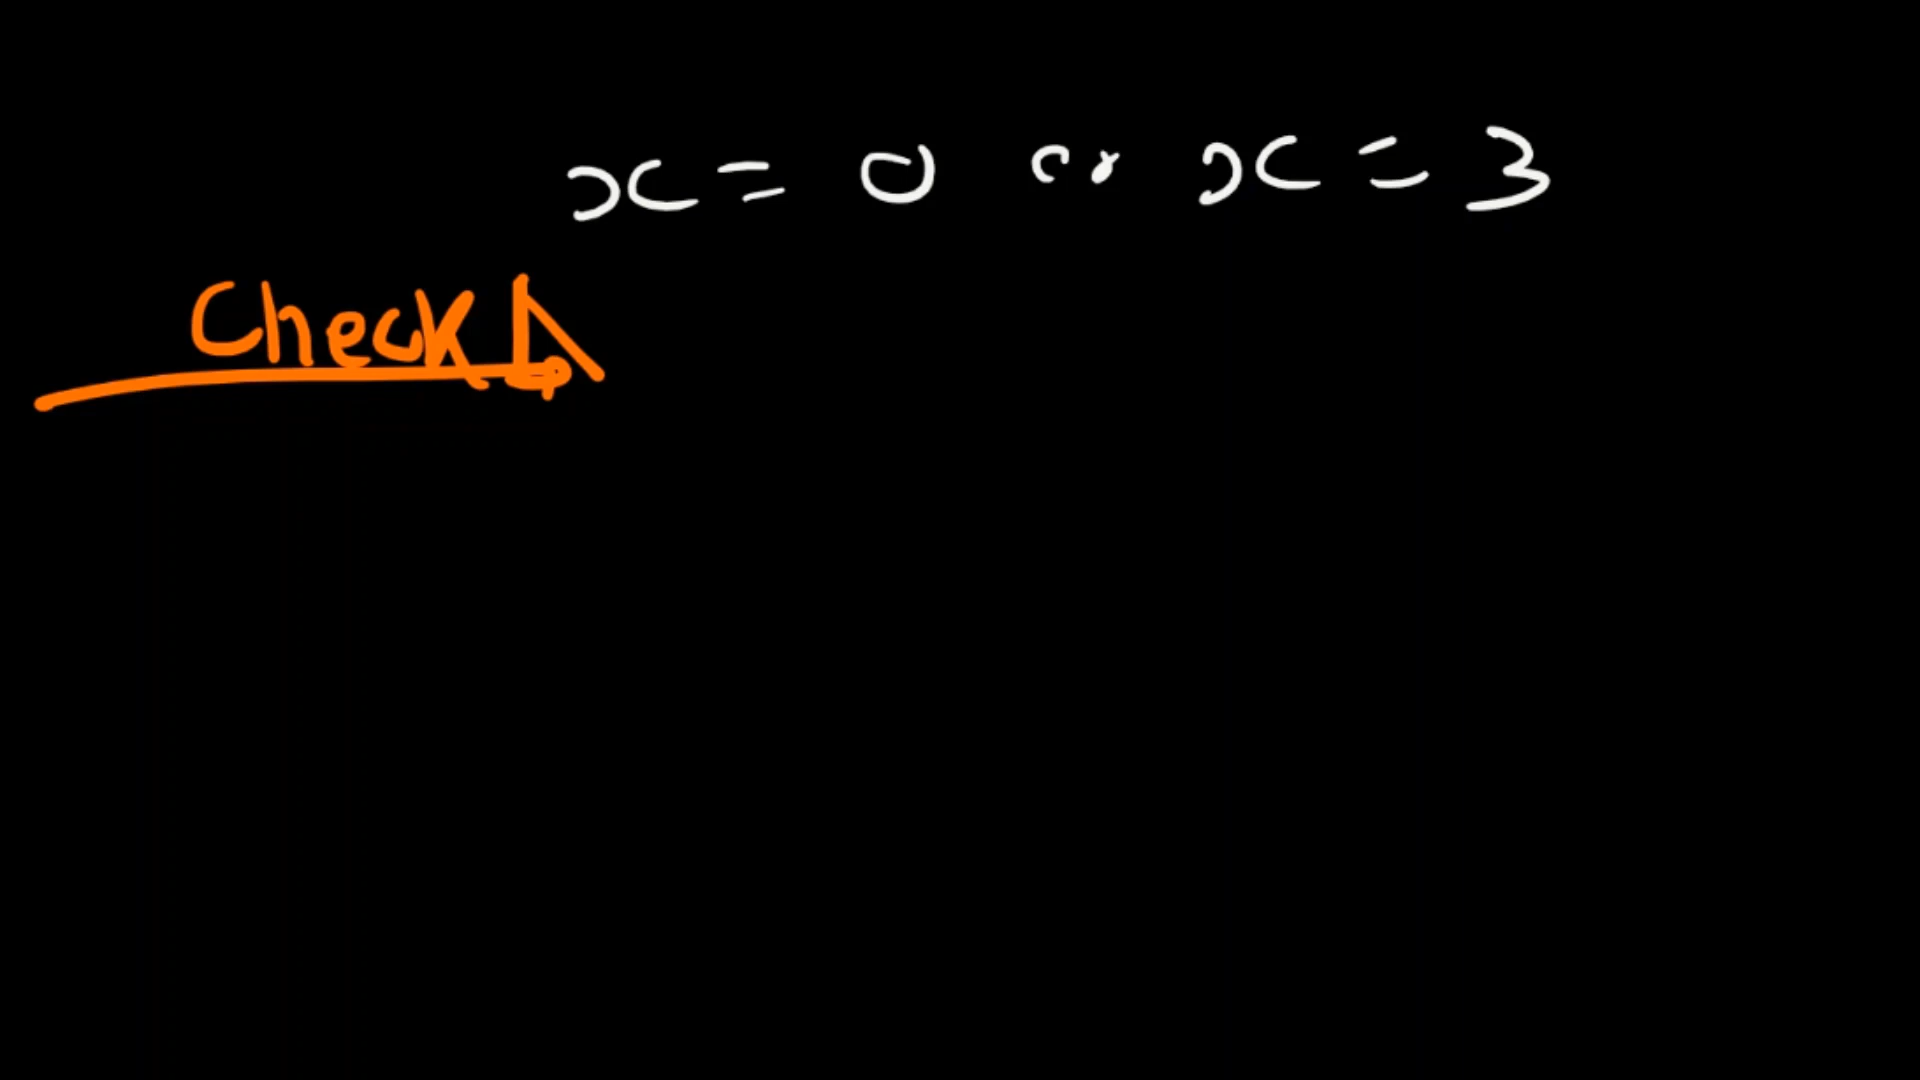 x = 0 or x = 3
Check